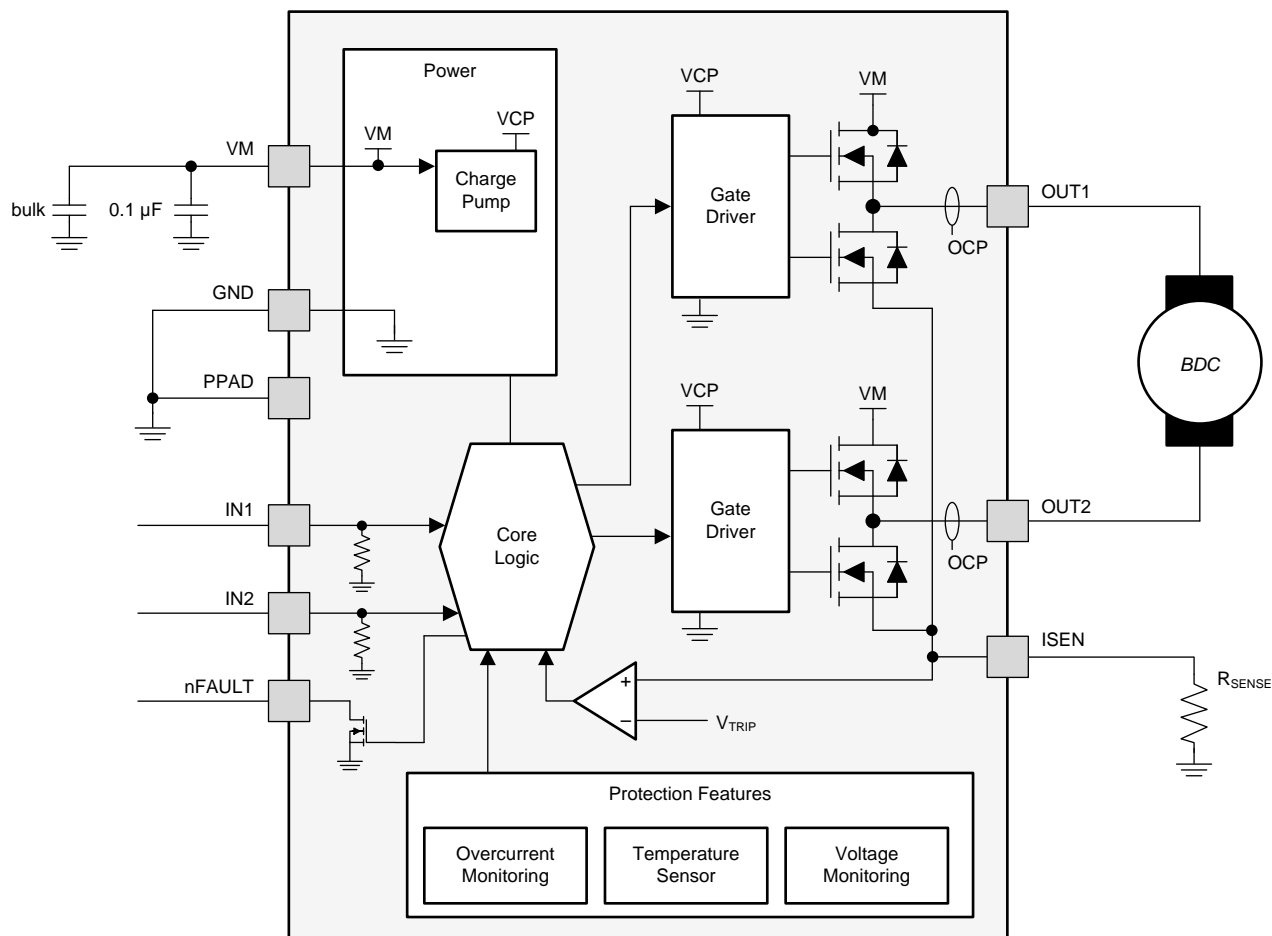 Power
VCP
VM
VM
VCP
VM
Charge
Pump
Gate
Driver
OUT1
OCP
bulk
0.1 µF
GND
PPAD
BDC
VCP
VM
Gate
Driver
OUT2
OCP
IN1
Core
Logic
IN2
ISEN
nFAULT
+
−
VTRIP
RSENSE
Protection Features
Overcurrent
Monitoring
Temperature
Sensor
Voltage
Monitoring